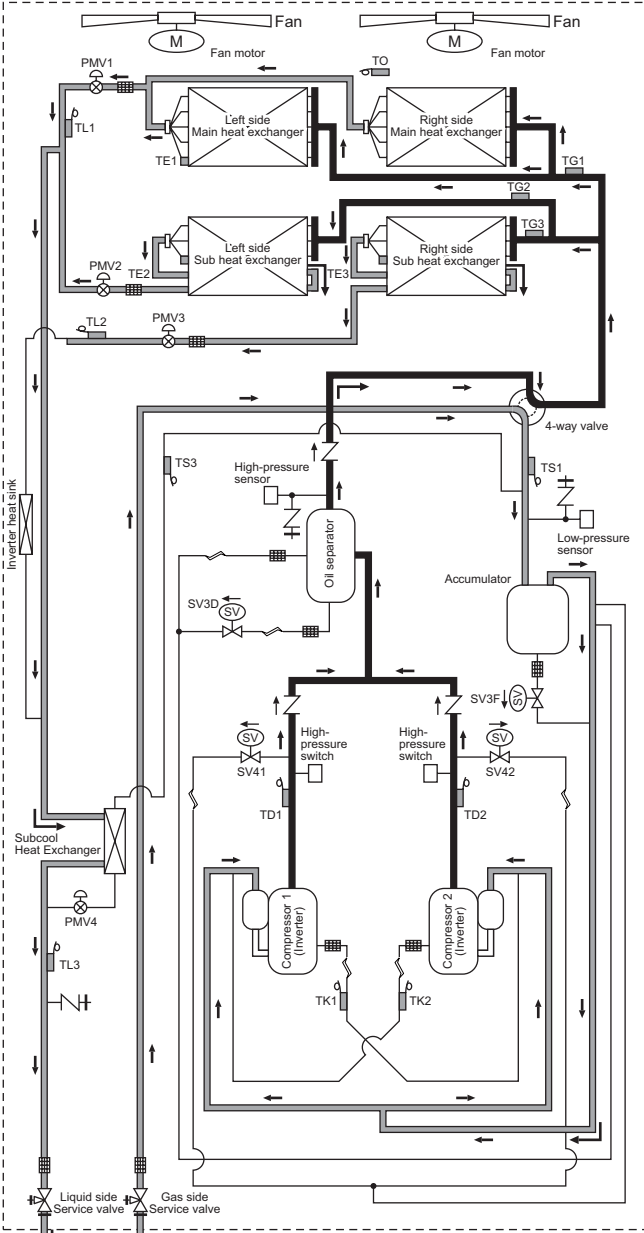 Fan
Fan
M
M
Fan motor
Fan motor
PMV1
TO
TL1
Left side
Main heat exchanger
Right side
Main heat exchanger
TE1
TG1
TG2
TG3
Left side
Sub heat exchanger
Right side
Sub heat exchanger
PMV2
TE2
TE3
TL2
PMV3
4-way valve
TS3
High-pressure
sensor
TS1
Low-pressure
sensor
Inverter heat sink
Oil separator
Accumulator
SV3D
SV
SV3F
SV
SV
SV41
High-
pressure
switch
High-
pressure
switch
SV
SV42
TD1
TD2
Subcool
Heat Exchanger
PMV4
TL3
Compressor 1
(Inverter)
Compressor 2
(Inverter)
TK1
TK2
Liquid side
Service valve
Gas side
Service valve